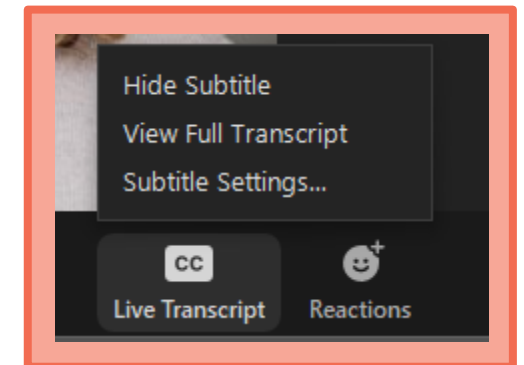 Hide Subtitle
View Full Transcript
Subtitle Settings...
CC
Live Transcript
Reactions